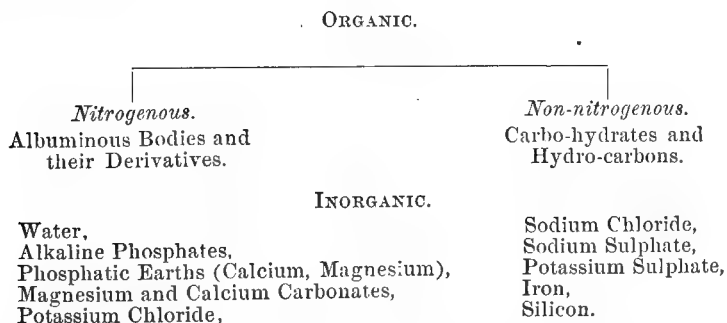 ORGANIC.
Nitrogenous.
Albuminous Bodies and
their Derivatives.
Non-nitrogenous.
Carbo-hydrates and
Hydro-carbons.
INORGANIC.
Water,
Alkaline Phosphates,
Phosphatic Earths (Calcium, Magnesium),
Magnesium and Calcium Carbonates,
Potassium Chloride,
Sodium Chloride,
Sodium Sulphate,
Potassium Sulphate,
Iron,
Silicon.